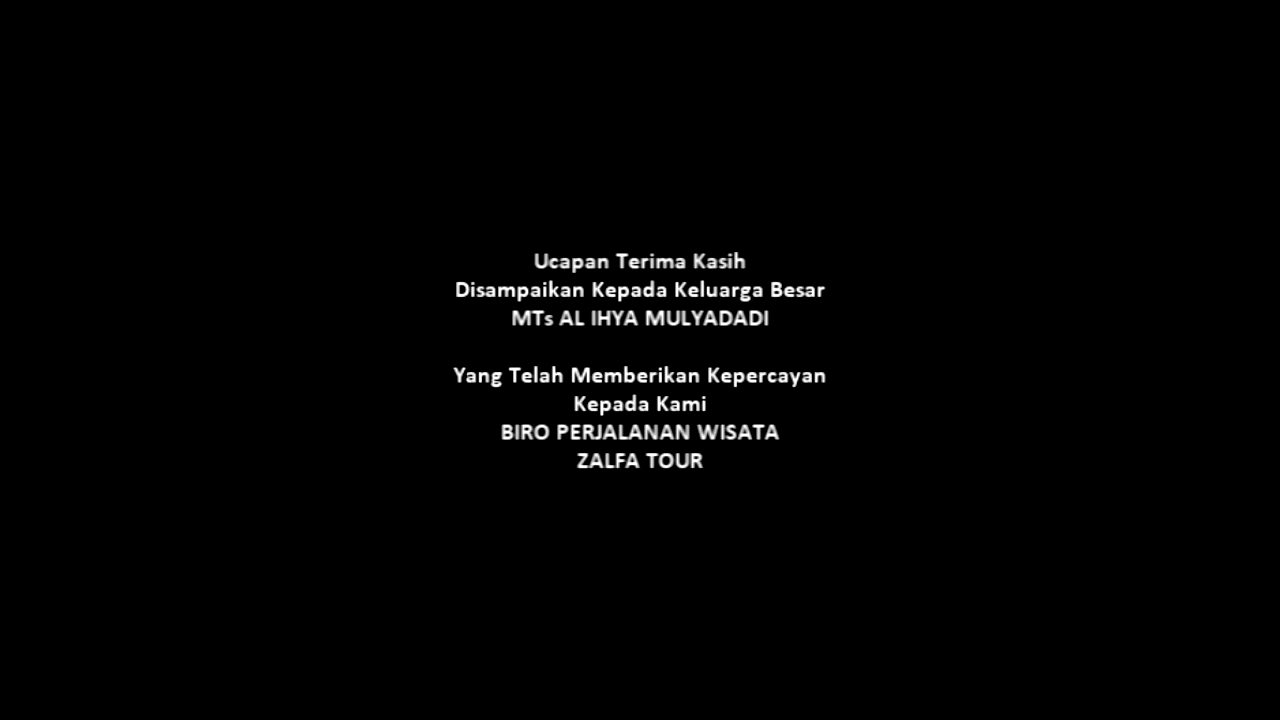 Ucapan Terima Kasih
Disampaikan Kepada Keluarga Besar
MTs AL IHYA MULYADADI
Yang Telah Memberikan Kepercayan
Kepada Kami
BIRO PERJALANAN WISATA
ZALFA TOUR